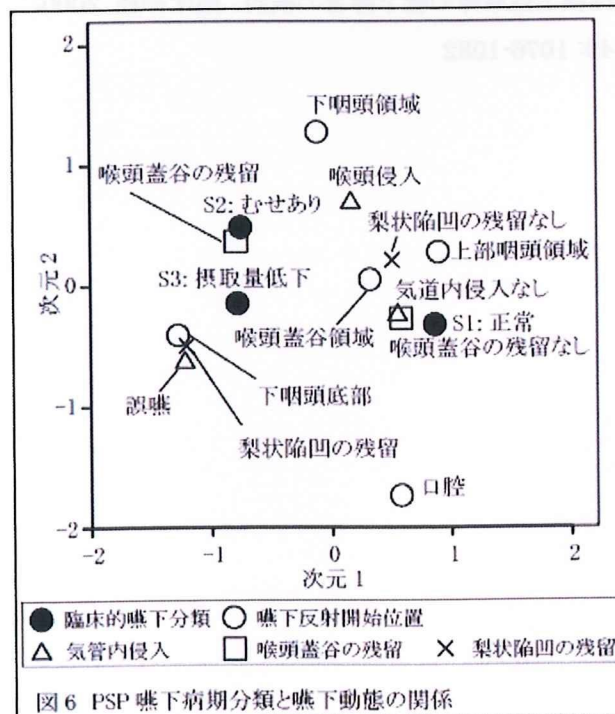 2
下咽頭領域
喉頭蓋谷の残留
喉頭侵入
1
S2: むせあり
梨状陥凹の残留なし
上部咽頭領域
次元2
0
S3: 摂取量低下
気道内侵入なし
S1: 正常
喉頭蓋谷領域
喉頭蓋谷の残留なし
下咽頭底部
-1
誤嚥
梨状陥凹の残留
口腔
-2
-2 -1 0 1 2
次元1
● 臨床的嚥下分類 ○ 嚥下反射開始位置
△ 気管内侵入 □ 喉頭蓋谷の残留 × 梨状陥凹の残留
図6 PSP 嚥下病期分類と嚥下動態の関係